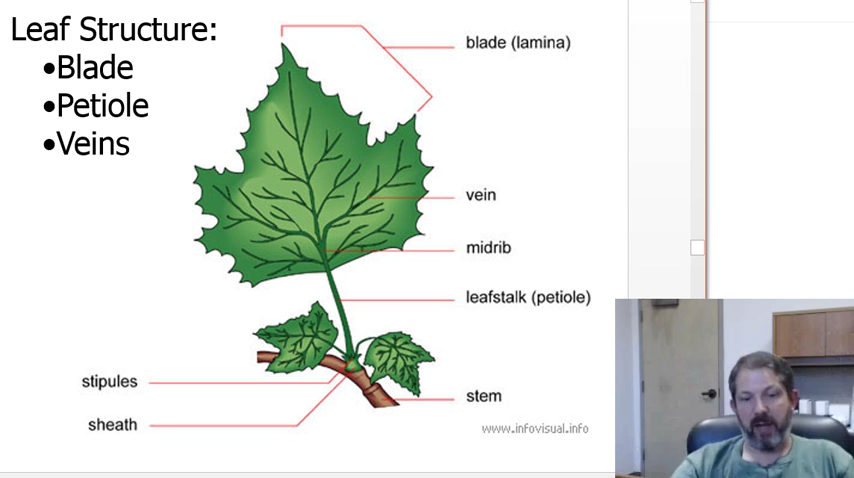 Leaf Structure:
•Blade
•Petiole
•Veins
blade (lamina)
vein
midrib
leafstalk (petiole)
stipules
stem
sheath
www.infovisual.info